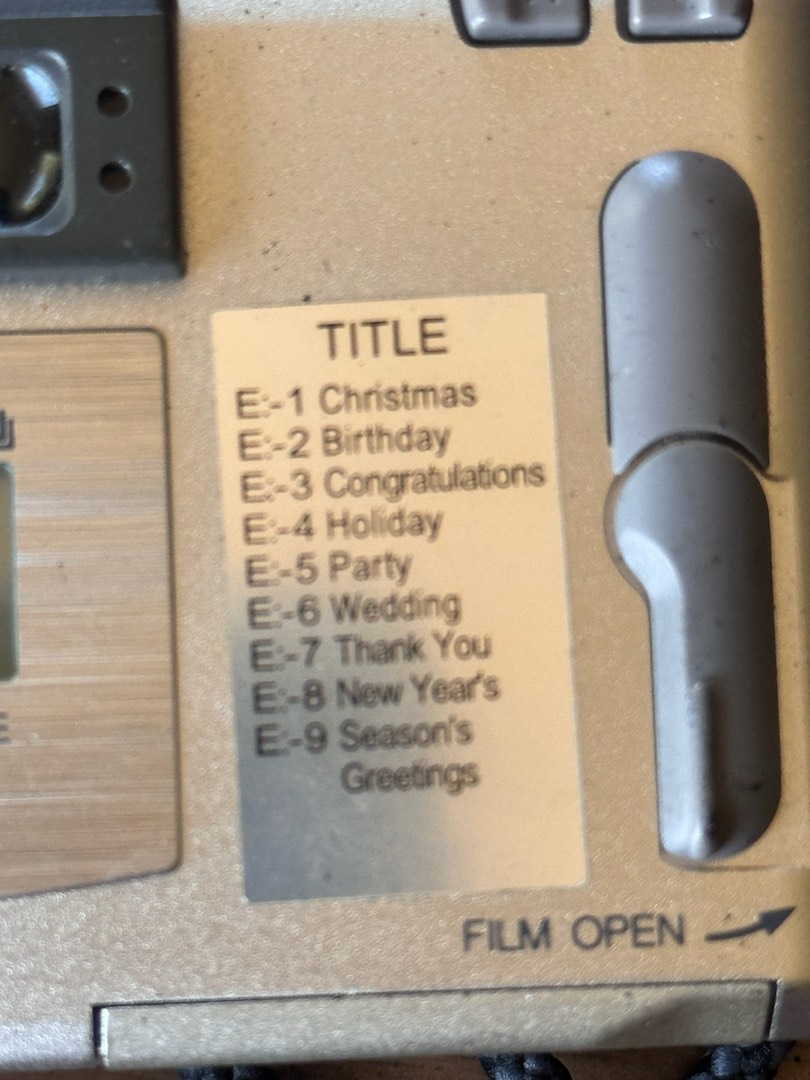 TITLE
E:-1 Christmas
E:-2 Birthday
E:-3 Congratulations
E:-4 Holiday
E:-5 Party
E:-6 Wedding
E:-7 Thank You
E:-8 New Year's
E:-9 Season's
Greetings
FILM OPEN